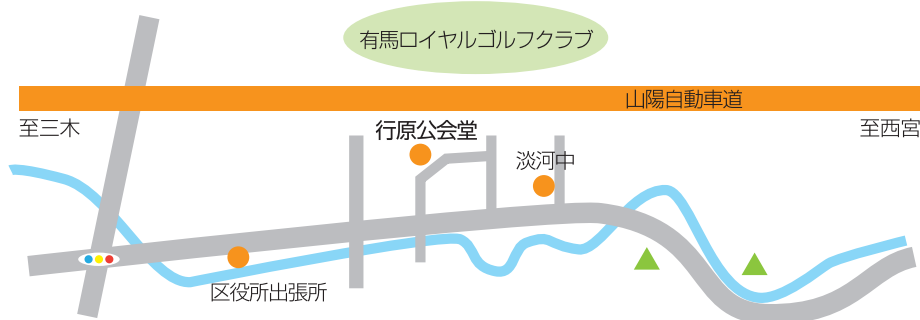 有馬ロイヤルゴルフクラブ
山陽自動車道
至三木
至西宮
行原公会堂
淡河中
区役所出張所